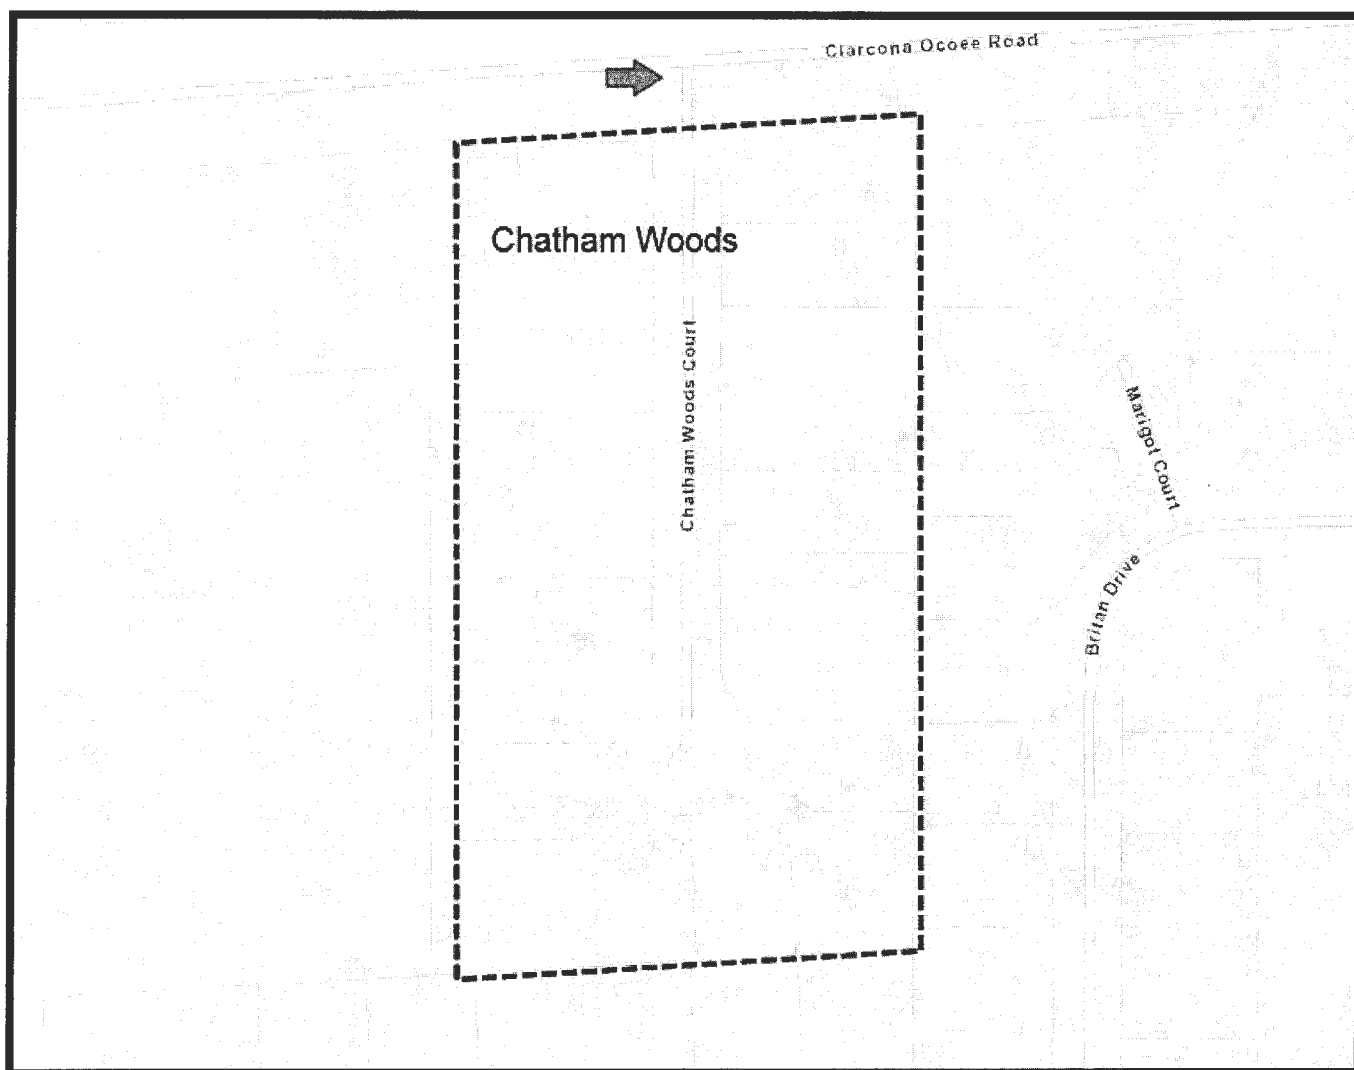 Clarcona Ocoee Road
Chatham Woods
Chatham Woods Court
Marigot Court
Britan Drive